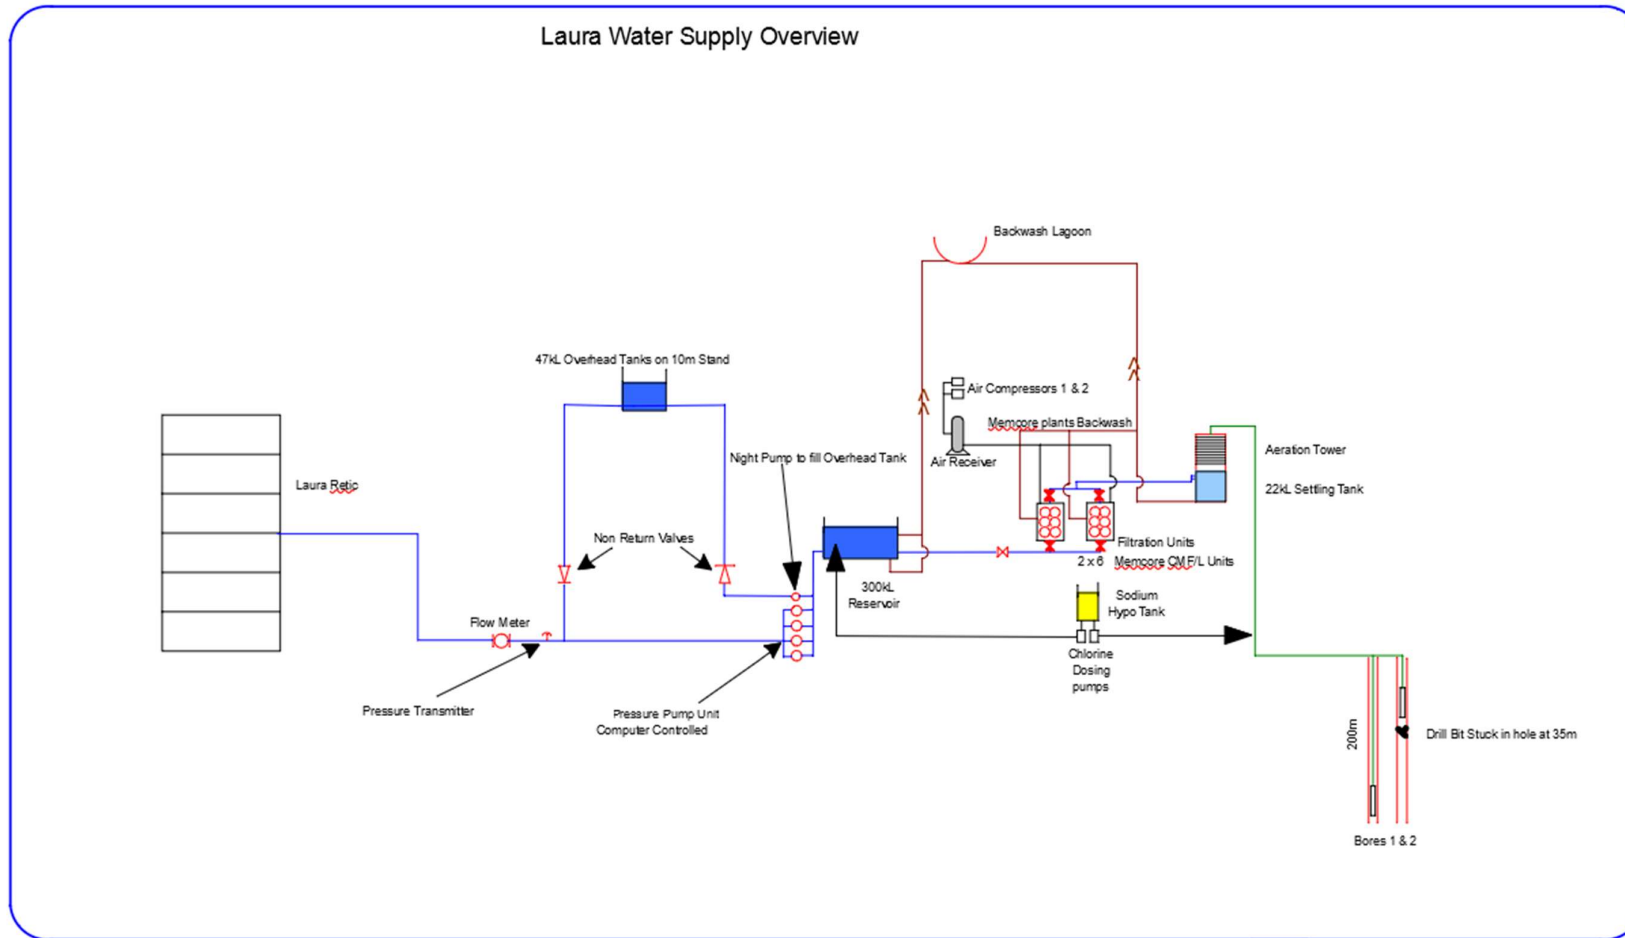 Laura Water Supply Overview
Backwash Lagoon
47kL Overhead Tanks on 10m Stand
Air Compressors 1 & 2
Memcore plants Backwash
Night Pump to fill Overhead Tank
Air Receiver
Aeration Tower
Laura Retic
22kL Settling Tank
Non Return Valves
Filtration Units
2 x 6 Memcore CMF/L Units
300kL
Reservoir
Sodium
Hypo Tank
Flow Meter
Chlorine
Dosing
pumps
Pressure Transmitter
Pressure Pump Unit
Computer Controlled
200m
Drill Bit Stuck in hole at 35m
Bores 1 & 2